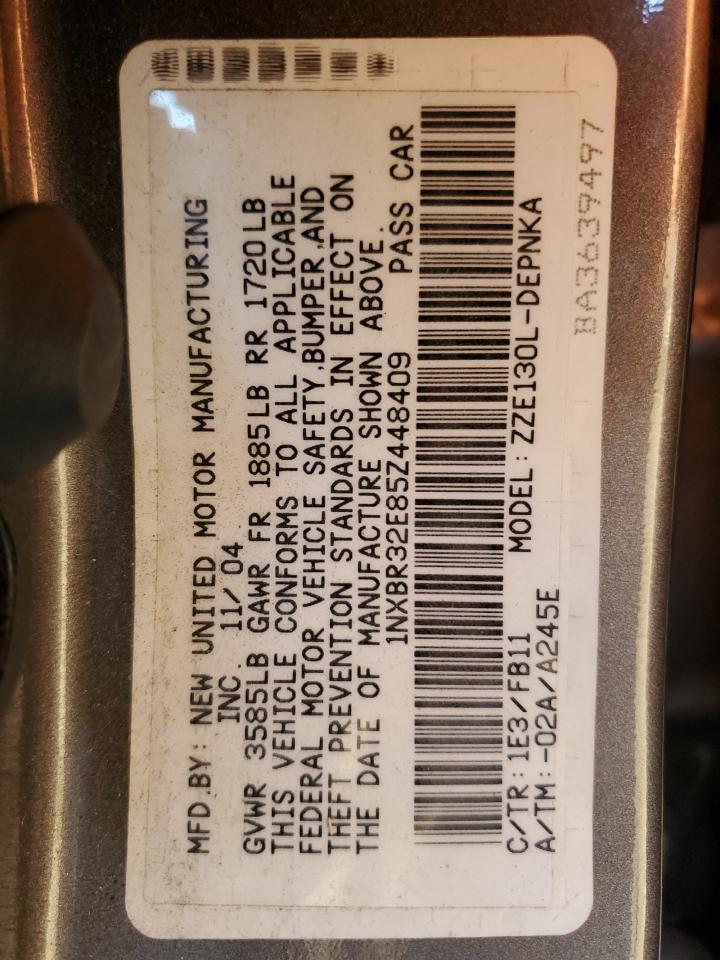 MFD.BY: NEW UNITED MOTOR MANUFACTURING
INC. 11/04
GVWR 3585LB GAWR FR 1885LB RR 1720LB
THIS VEHICLE CONFORMS TO ALL APPLICABLE
FEDERAL MOTOR VEHICLE SAFETY,BUMPER,AND
THEFT PREVENTION STANDARDS IN EFFECT ON
THE DATE OF MANUFACTURE SHOWN ABOVE.
1NXBR32E85Z448409 PASS CAR
C/TR:1E3/FB11 MODEL:ZZE130L-DEPNKA
A/TM:-02A/A245E
BA3639497